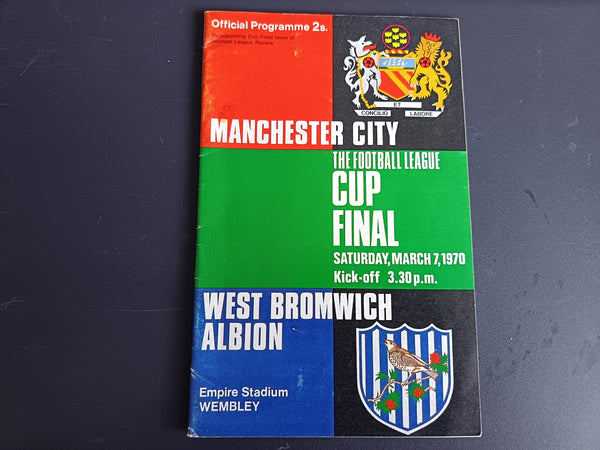 Official Programme 2s.
Incorporating Cup Final Issue of
Football League Review
CONCILIO ET LABORE
MANCHESTER CITY
THE FOOTBALL LEAGUE
CUP
FINAL
SATURDAY, MARCH 7, 1970
Kick-off 3.30 p.m.
WEST BROMWICH
ALBION
Empire Stadium
WEMBLEY